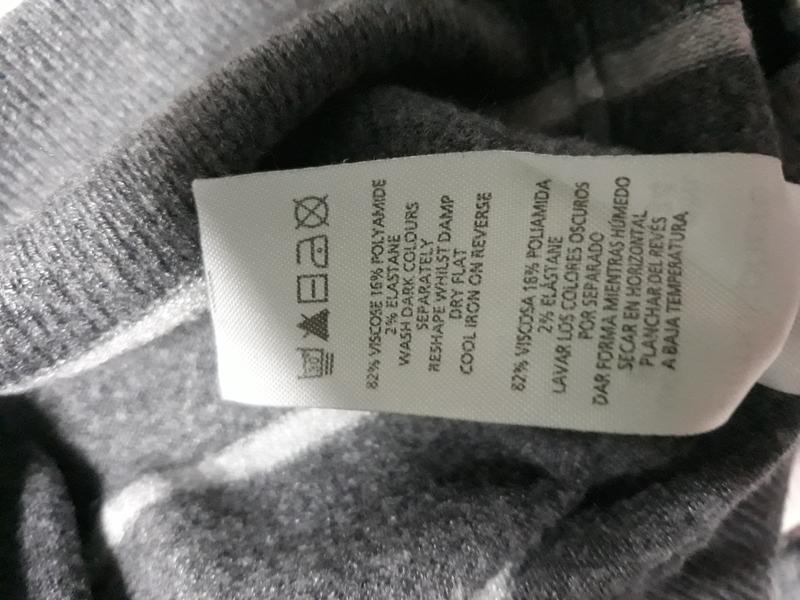 30
82% VISCOSE 16% POLYAMIDE
2% ELASTANE
WASH DARK COLOURS
SEPARATELY
RESHAPE WHILST DAMP
DRY FLAT
COOL IRON ON REVERSE
82% VISCOSA 16% POLIAMIDA
2% ELÁSTANE
LAVAR LOS COLORES OSCUROS
POR SEPARADO
DAR FORMA MIENTRAS HÚMEDO
SECAR EN HORIZONTAL
PLANCHAR DEL REVÉS
A BAJA TEMPERATURA